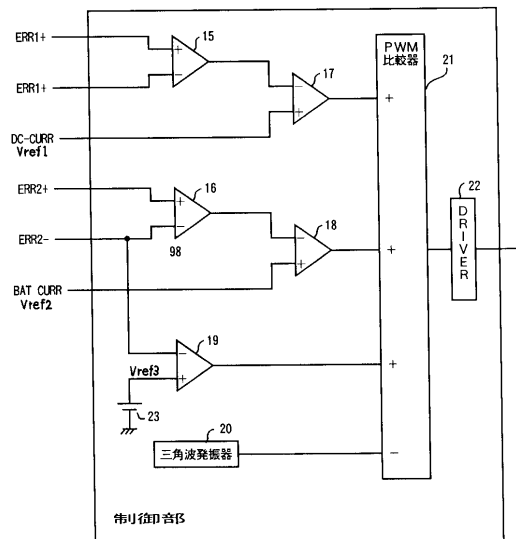 ERR1+
15
+
-
ERR1+
17
-
+
DC-CURR
Vref1
PWM
比較器
21
+
ERR2+
16
+
-
98
ERR2-
18
-
+
BAT CURR
Vref2
+
22
DRIVER
19
-
+
Vref3
23
+
20
三角波発振器
-
制御部